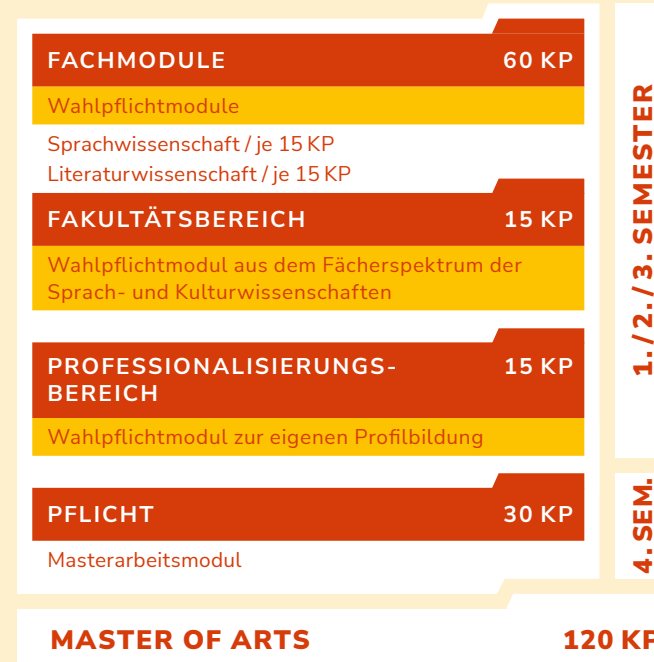 FACHMODULE 60 KP
Wahlpflichtmodule
Sprachwissenschaft / je 15 KP
Literaturwissenschaft / je 15 KP
FAKULTÄTSBEREICH 15 KP
Wahlpflichtmodul aus dem Fächerspektrum der
Sprach- und Kulturwissenschaften
PROFESSIONALISIERUNGS- 15 KP
BEREICH
Wahlpflichtmodul zur eigenen Profilbildung
1. / 2. / 3. SEMESTER
PFLICHT 30 KP
Masterarbeitsmodul
4. SEM.
MASTER OF ARTS 120 KP